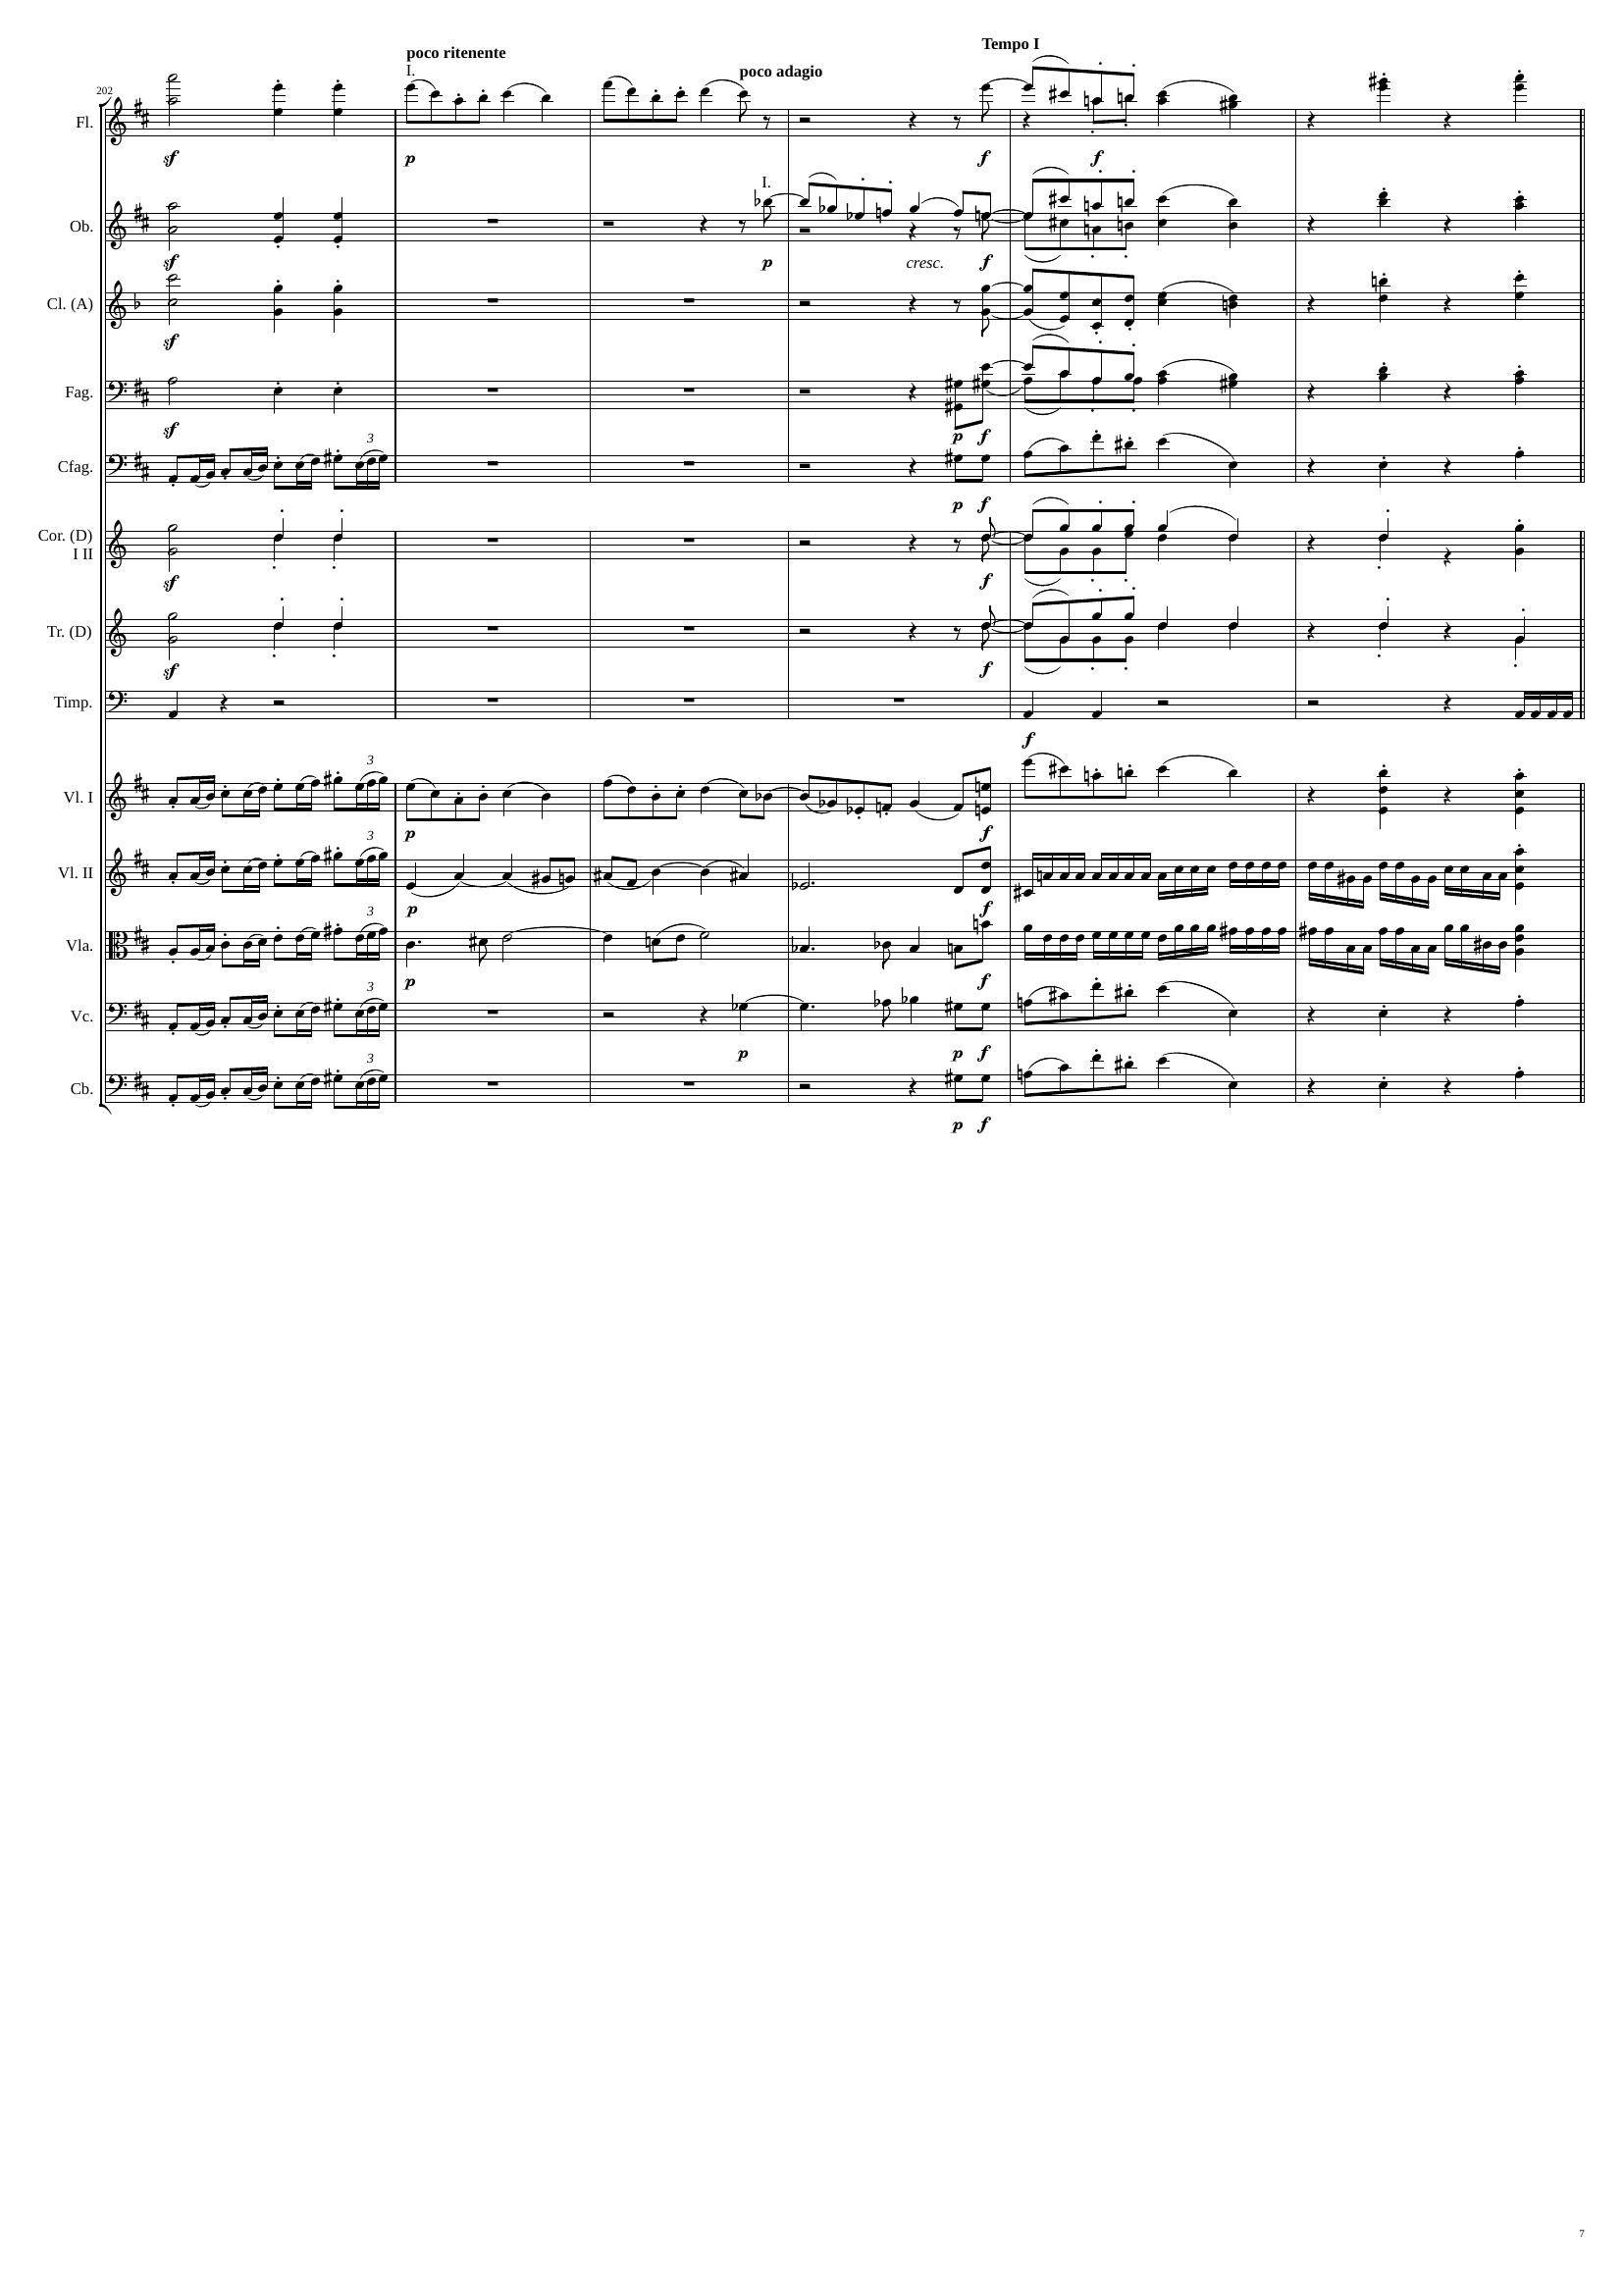 Tempo I
poco ritenente
I.
poco adagio
202
Fl.
sf
p
f
f
I.
Ob.
sf
p
cresc.
f
Cl. (A)
sf
Fag.
sf
p
f
3
Cfag.
p
f
Cor. (D)
I II
sf
f
Tr. (D)
sf
f
Timp.
f
3
Vl. I
p
f
3
Vl. II
p
f
3
Vla.
p
f
3
Vc.
p
p
f
3
Cb.
p
f
7